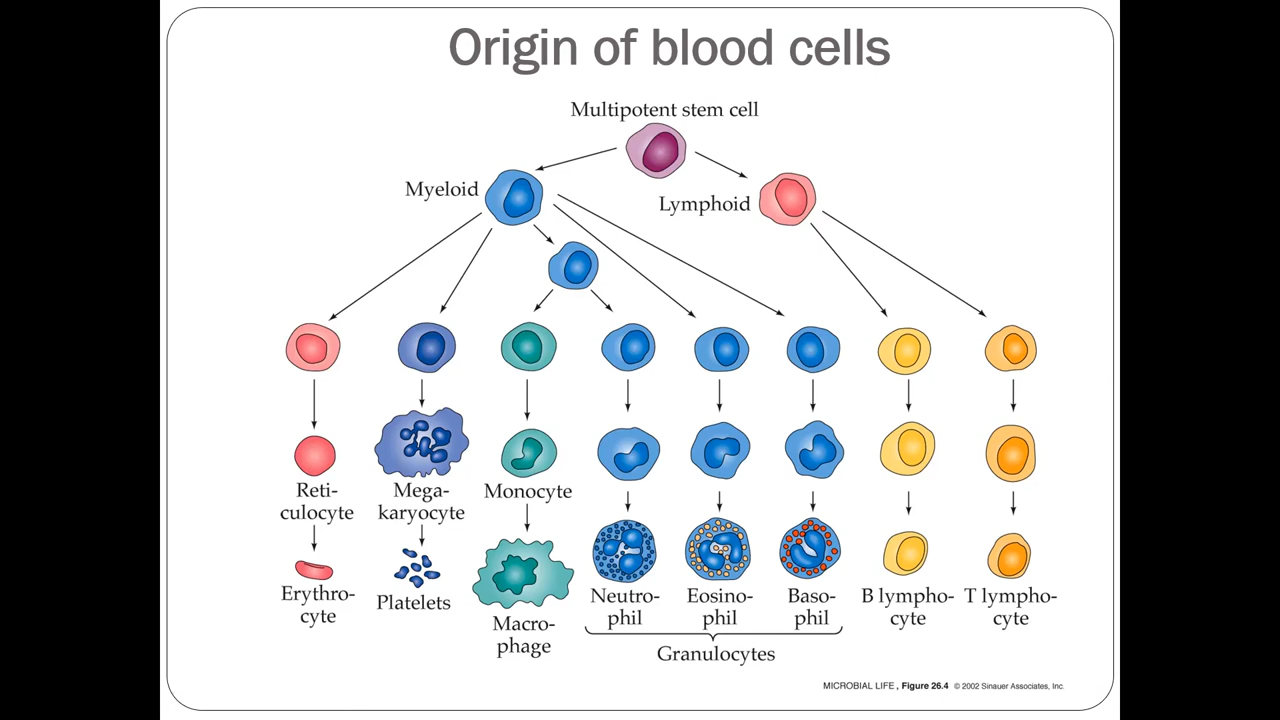 Origin of blood cells
Multipotent stem cell
Myeloid
Lymphoid
Reti-
culocyte
Mega-
karyocyte
Monocyte
Erythro-
cyte
Platelets
Macro-
phage
Neutro-
phil
Eosino-
phil
Baso-
phil
B lympho-
cyte
T lympho-
cyte
Granulocytes
MICROBIAL LIFE, Figure 26.4 © 2002 Sinauer Associates, Inc.